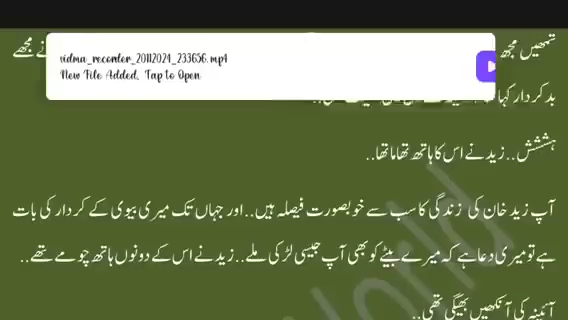 تمھیں مجھ
نے مجھے
vidma_recorder_20112024_233656.mp4
New File Added, Tap to Open
بدکردار کہا
ہششش..زید نے اس کا ہاتھ تھاما تھا..
آپ زید خان کی زندگی کا سب سے خوبصورت فیصلہ ہیں..اور جہاں تک میری بیوی کے کردار کی بات
ہے تو میری دعا ہے کہ میرے بیٹے کو بھی آپ جیسی لڑکی ملے..زید نے اس کے دونوں ہاتھ چومے تھے..
آئینہ کی آنکھیں بھیگی تھی..
World